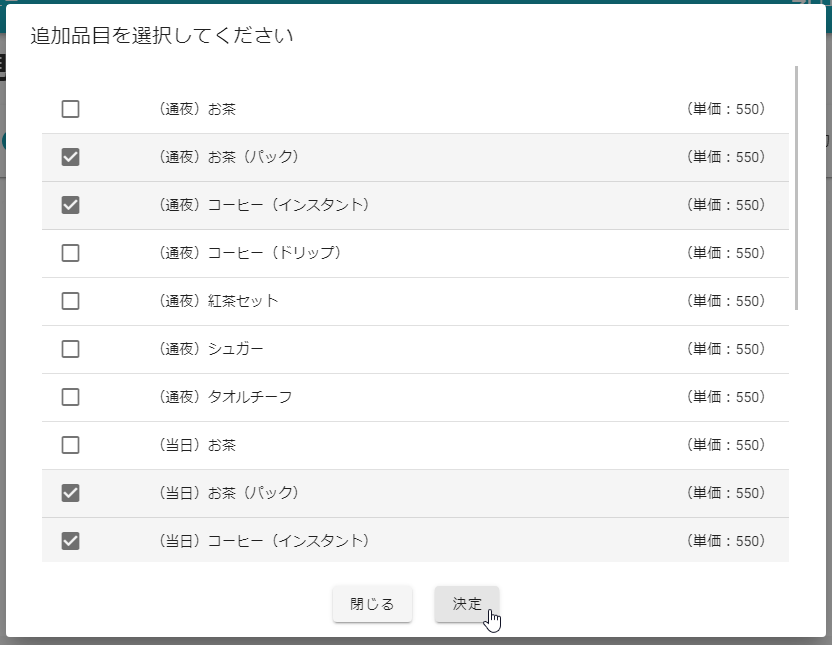 追加品目を選択してください
（通夜）お茶 （単価：550）
（通夜）お茶（パック） （単価：550）
（通夜）コーヒー（インスタント） （単価：550）
（通夜）コーヒー（ドリップ） （単価：550）
（通夜）紅茶セット （単価：550）
（通夜）シュガー （単価：550）
（通夜）タオルチーフ （単価：550）
（当日）お茶 （単価：550）
（当日）お茶（パック） （単価：550）
（当日）コーヒー（インスタント） （単価：550）
閉じる 決定